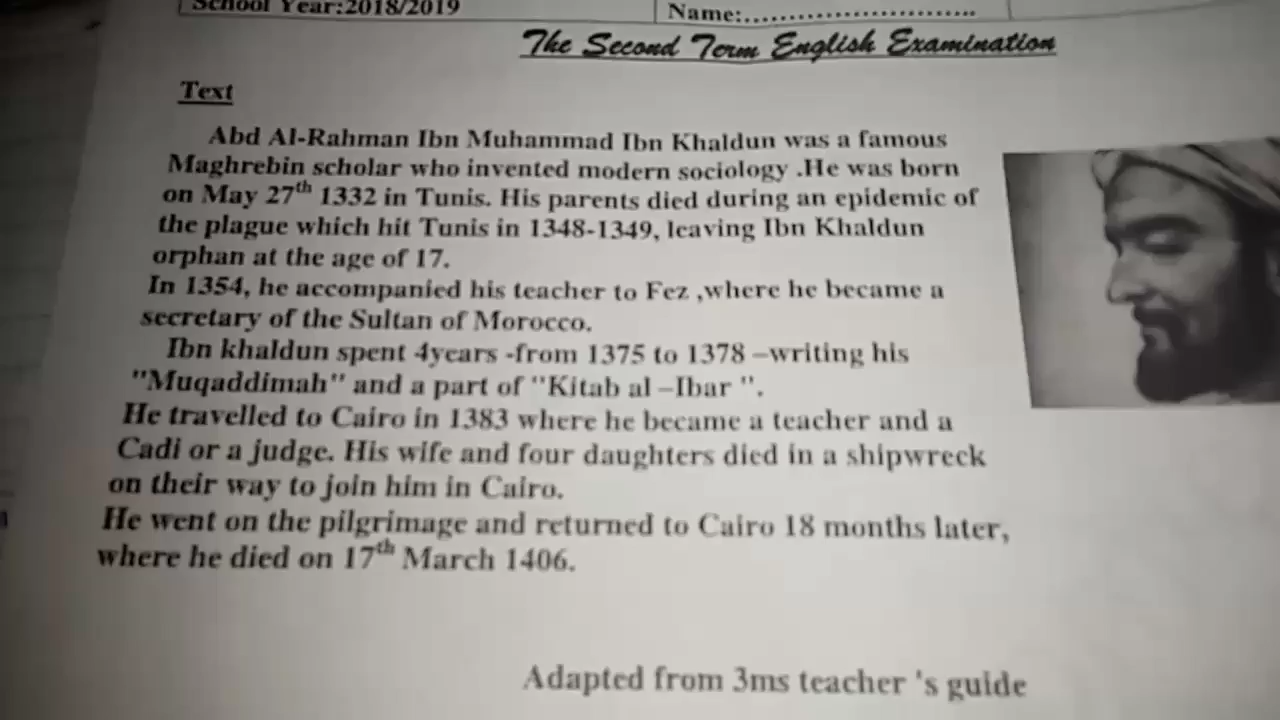 School Year:2018/2019
Name:...............................
The Second Term English Examination
Text
Abd Al-Rahman Ibn Muhammad Ibn Khaldun was a famous
Maghrebin scholar who invented modern sociology .He was born
on May 27th 1332 in Tunis. His parents died during an epidemic of
the plague which hit Tunis in 1348-1349, leaving Ibn Khaldun
orphan at the age of 17.
In 1354, he accompanied his teacher to Fez ,where he became a
secretary of the Sultan of Morocco.
Ibn khaldun spent 4years -from 1375 to 1378 –writing his
"Muqaddimah" and a part of "Kitab al –Ibar ".
He travelled to Cairo in 1383 where he became a teacher and a
Cadi or a judge. His wife and four daughters died in a shipwreck
on their way to join him in Cairo.
He went on the pilgrimage and returned to Cairo 18 months later,
where he died on 17th March 1406.
Adapted from 3ms teacher 's guide